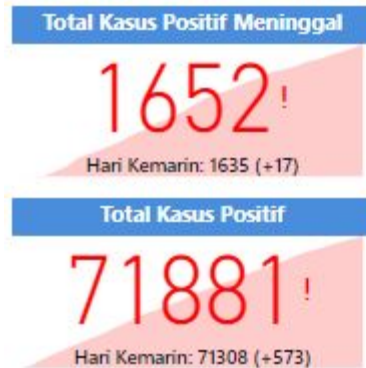 Total Kasus Positif Meninggal
1652!
Hari Kemarin: 1635 (+17)
Total Kasus Positif
71881!
Hari Kemarin: 71308 (+573)